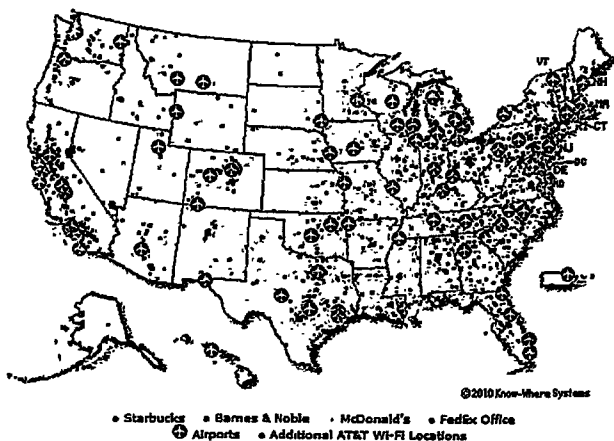 VT
NH
CT
NJ
DC
©2010 Know-Where Systems
• Starbucks • Barnes & Noble • McDonald's • FedEx Office
Airports • Additional AT&T Wi-Fi Locations